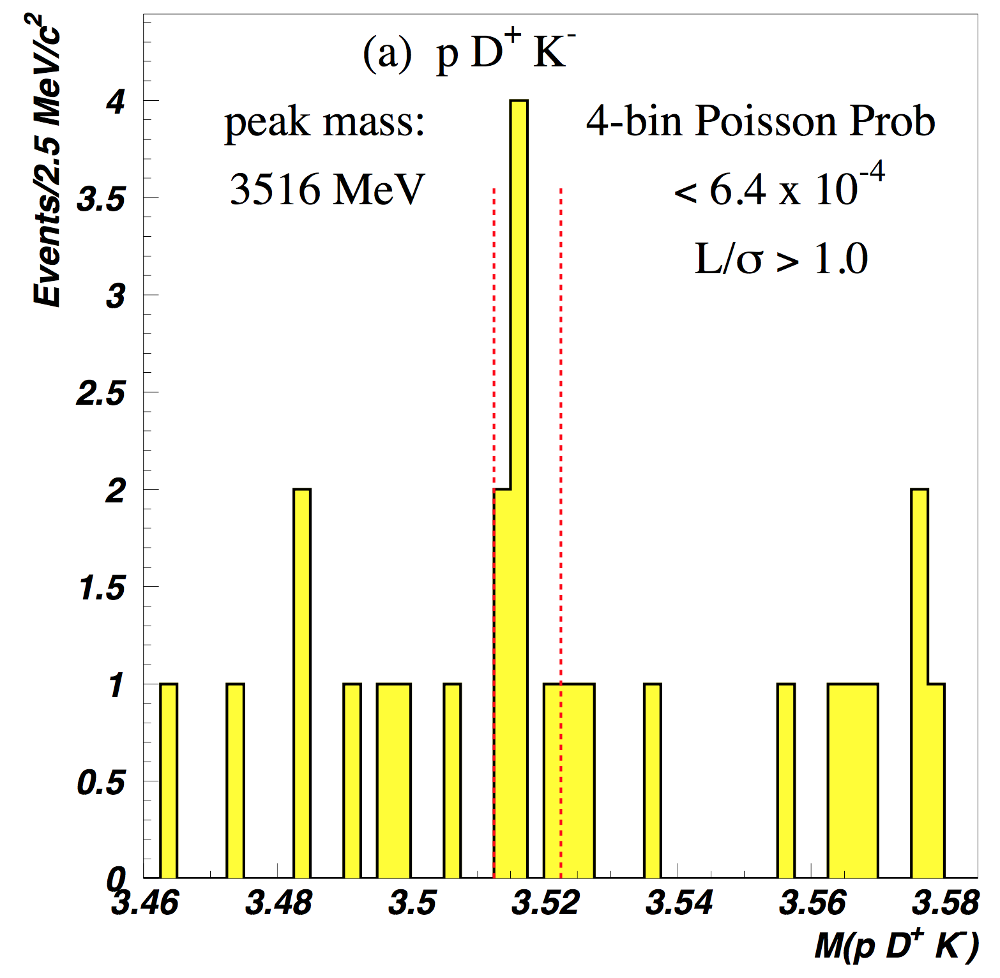 Events/2.5 MeV/c²
(a) p D⁺ K⁻
peak mass:
3516 MeV
4-bin Poisson Prob
< 6.4 x 10⁻⁴
L/σ > 1.0
4
3.5
3
2.5
2
1.5
1
0.5
0
3.46 3.48 3.5 3.52 3.54 3.56 3.58
M(p D⁺ K⁻)